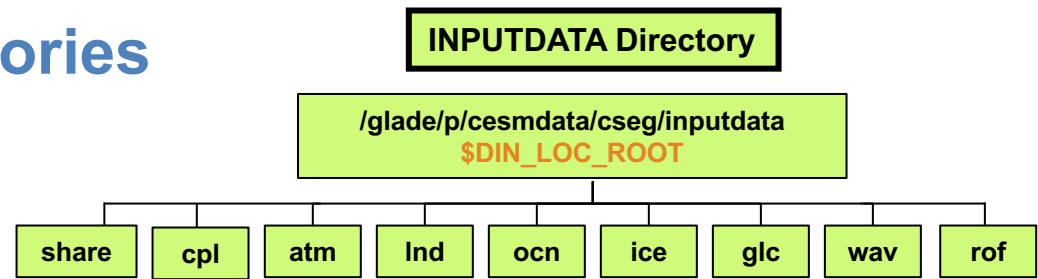 ories
INPUTDATA Directory
/glade/p/cesmdata/cseg/inputdata
$DIN_LOC_ROOT
share cpl atm lnd ocn ice glc wav rof